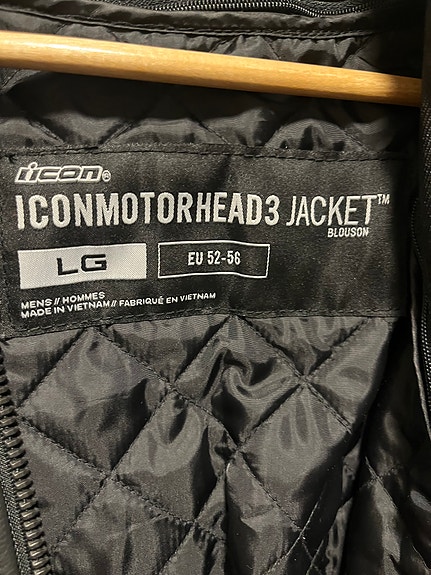 icon®
ICONMOTORHEAD3 JACKET™
BLOUSON
LG
EU 52-56
MENS // HOMMES
MADE IN VIETNAM // FABRIQUÉ EN VIETNAM